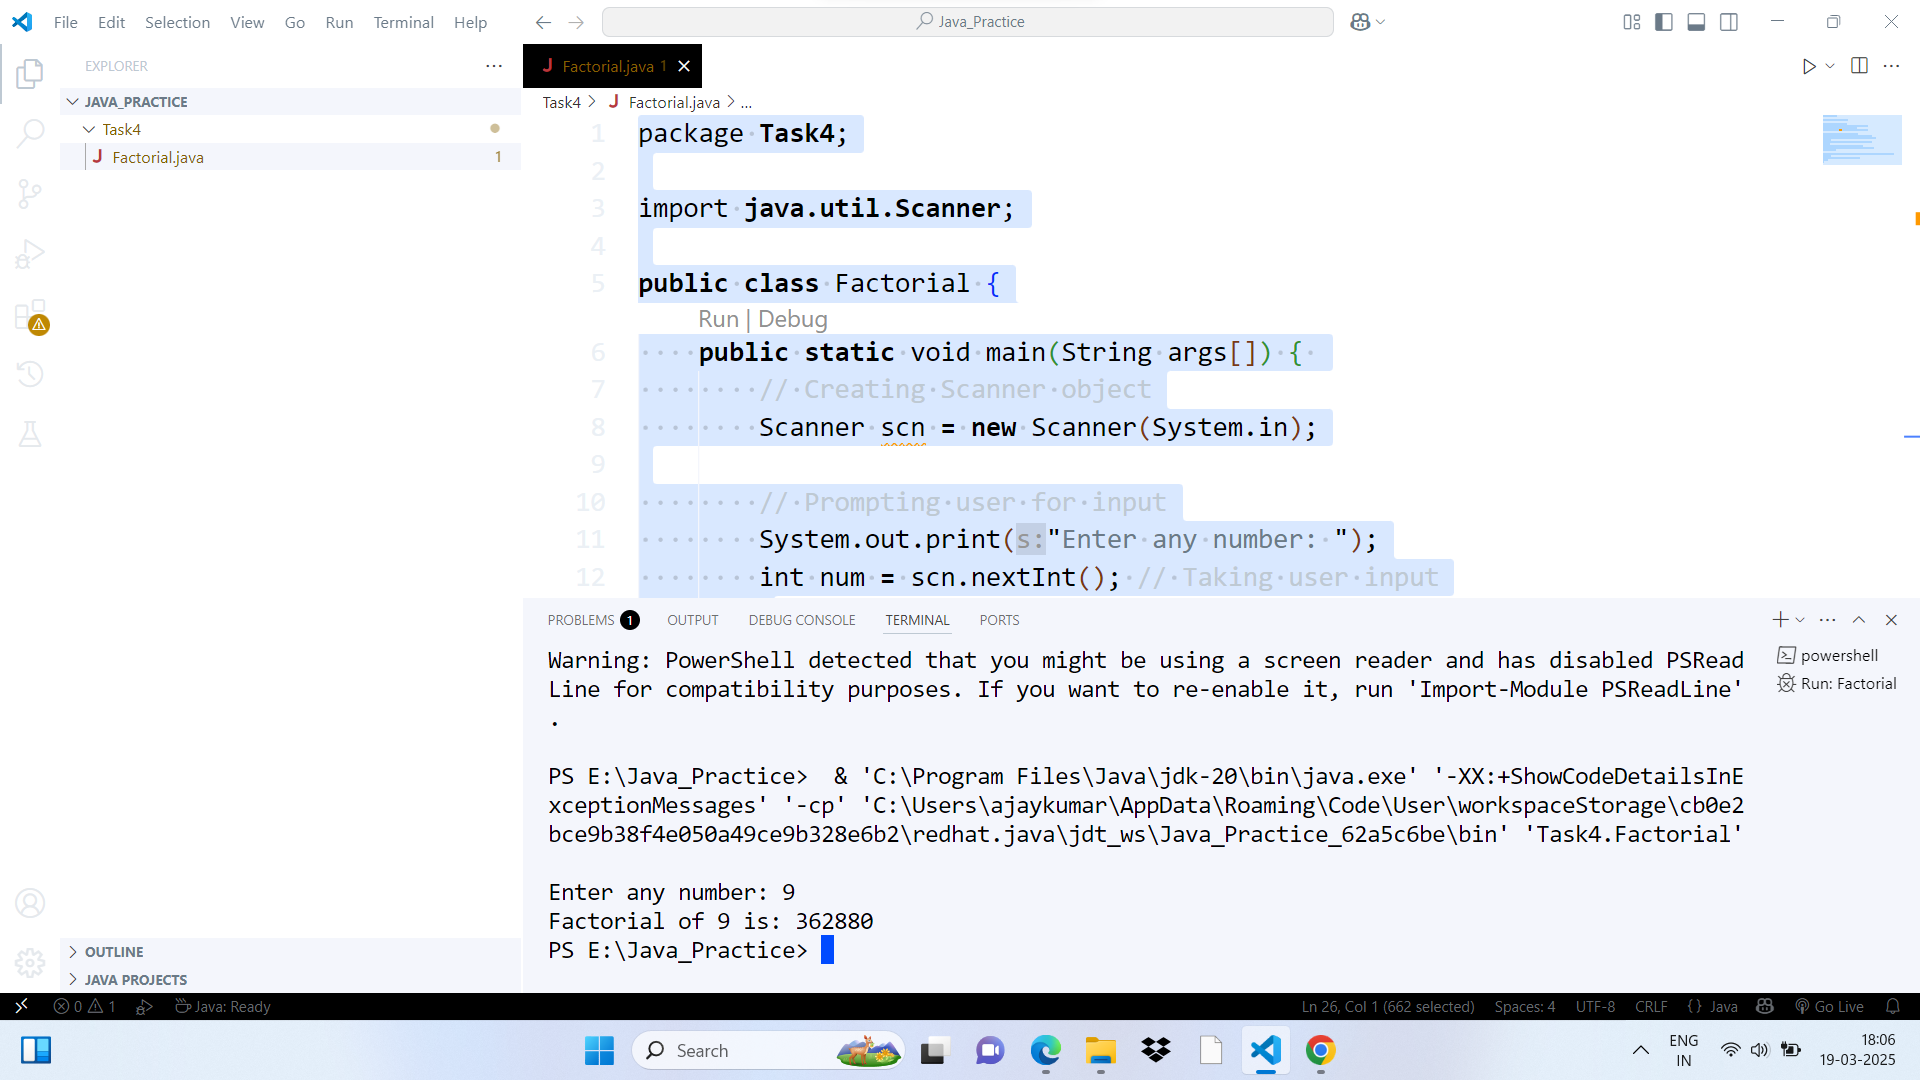 File Edit Selection View Go Run Terminal Help
Java_Practice
EXPLORER
JAVA_PRACTICE
Task4
Factorial.java 1
OUTLINE
JAVA PROJECTS
Factorial.java 1
Task4 > Factorial.java > ...
1 package Task4;
2
3 import java.util.Scanner;
4
5 public class Factorial {
Run | Debug
6 public static void main(String args[]) {
7 // Creating Scanner object
8 Scanner scn = new Scanner(System.in);
9
10 // Prompting user for input
11 System.out.print(s:"Enter any number: ");
12 int num = scn.nextInt(); // Taking user input
PROBLEMS 1 OUTPUT DEBUG CONSOLE TERMINAL PORTS
Warning: PowerShell detected that you might be using a screen reader and has disabled PSRead
Line for compatibility purposes. If you want to re-enable it, run 'Import-Module PSReadLine'
.
PS E:\Java_Practice>  & 'C:\Program Files\Java\jdk-20\bin\java.exe' '-XX:+ShowCodeDetailsInE
xceptionMessages' '-cp' 'C:\Users\ajaykumar\AppData\Roaming\Code\User\workspaceStorage\cb0e2
bce9b38f4e050a49ce9b328e6b2\redhat.java\jdt_ws\Java_Practice_62a5c6be\bin' 'Task4.Factorial'
Enter any number: 9
Factorial of 9 is: 362880
PS E:\Java_Practice>
powershell
Run: Factorial
0 1 Java: Ready
Ln 26, Col 1 (662 selected) Spaces: 4 UTF-8 CRLF {} Java Go Live
Search
ENG
IN
18:06
19-03-2025